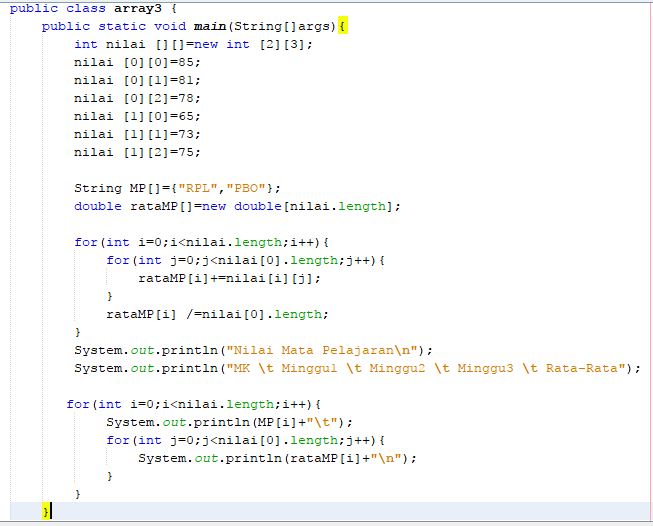 public class array3 {
public static void main(String[]args){
int nilai [][]=new int [2][3];
nilai [0][0]=85;
nilai [0][1]=81;
nilai [0][2]=78;
nilai [1][0]=65;
nilai [1][1]=73;
nilai [1][2]=75;
String MP[]={"RPL","PBO"};
double rataMP[]=new double[nilai.length];
for(int i=0;i<nilai.length;i++){
for(int j=0;j<nilai[0].length;j++){
rataMP[i]+=nilai[i][j];
}
rataMP[i] /=nilai[0].length;
}
System.out.println("Nilai Mata Pelajaran\n");
System.out.println("MK \t Minggu1 \t Minggu2 \t Minggu3 \t Rata-Rata");
for(int i=0;i<nilai.length;i++){
System.out.println(MP[i]+"\t");
for(int j=0;j<nilai[0].length;j++){
System.out.println(rataMP[i]+"\n");
}
}
}